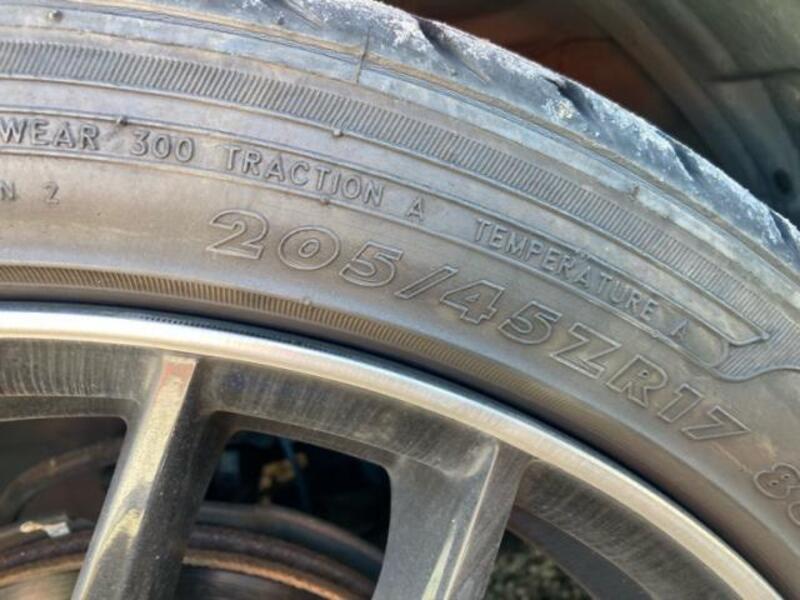 WEAR 300 TRACTION A TEMPERATURE A
N 2
205/45ZR17